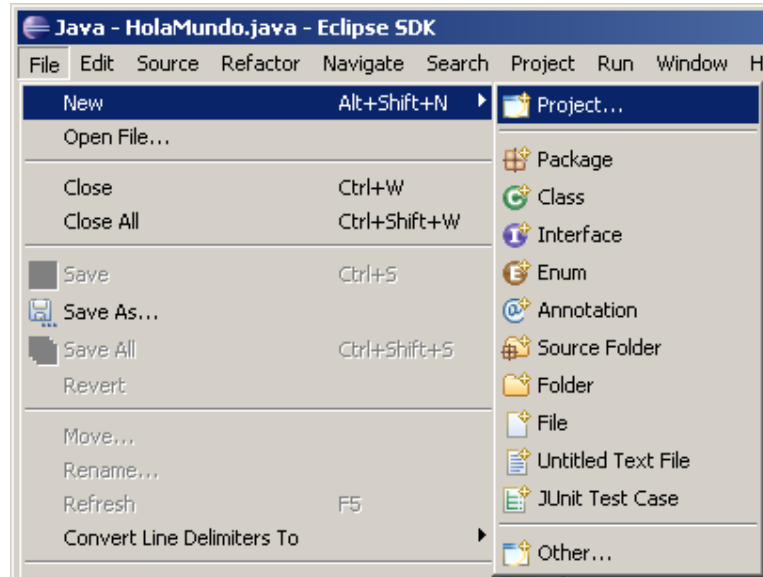 Java - HolaMundo.java - Eclipse SDK
File Edit Source Refactor Navigate Search Project Run Window H
New Alt+Shift+N
Open File...
Close Ctrl+W
Close All Ctrl+Shift+W
Save Ctrl+S
Save As...
Save All Ctrl+Shift+S
Revert
Move...
Rename...
Refresh F5
Convert Line Delimiters To
Project...
Package
Class
Interface
Enum
Annotation
Source Folder
Folder
File
Untitled Text File
JUnit Test Case
Other...